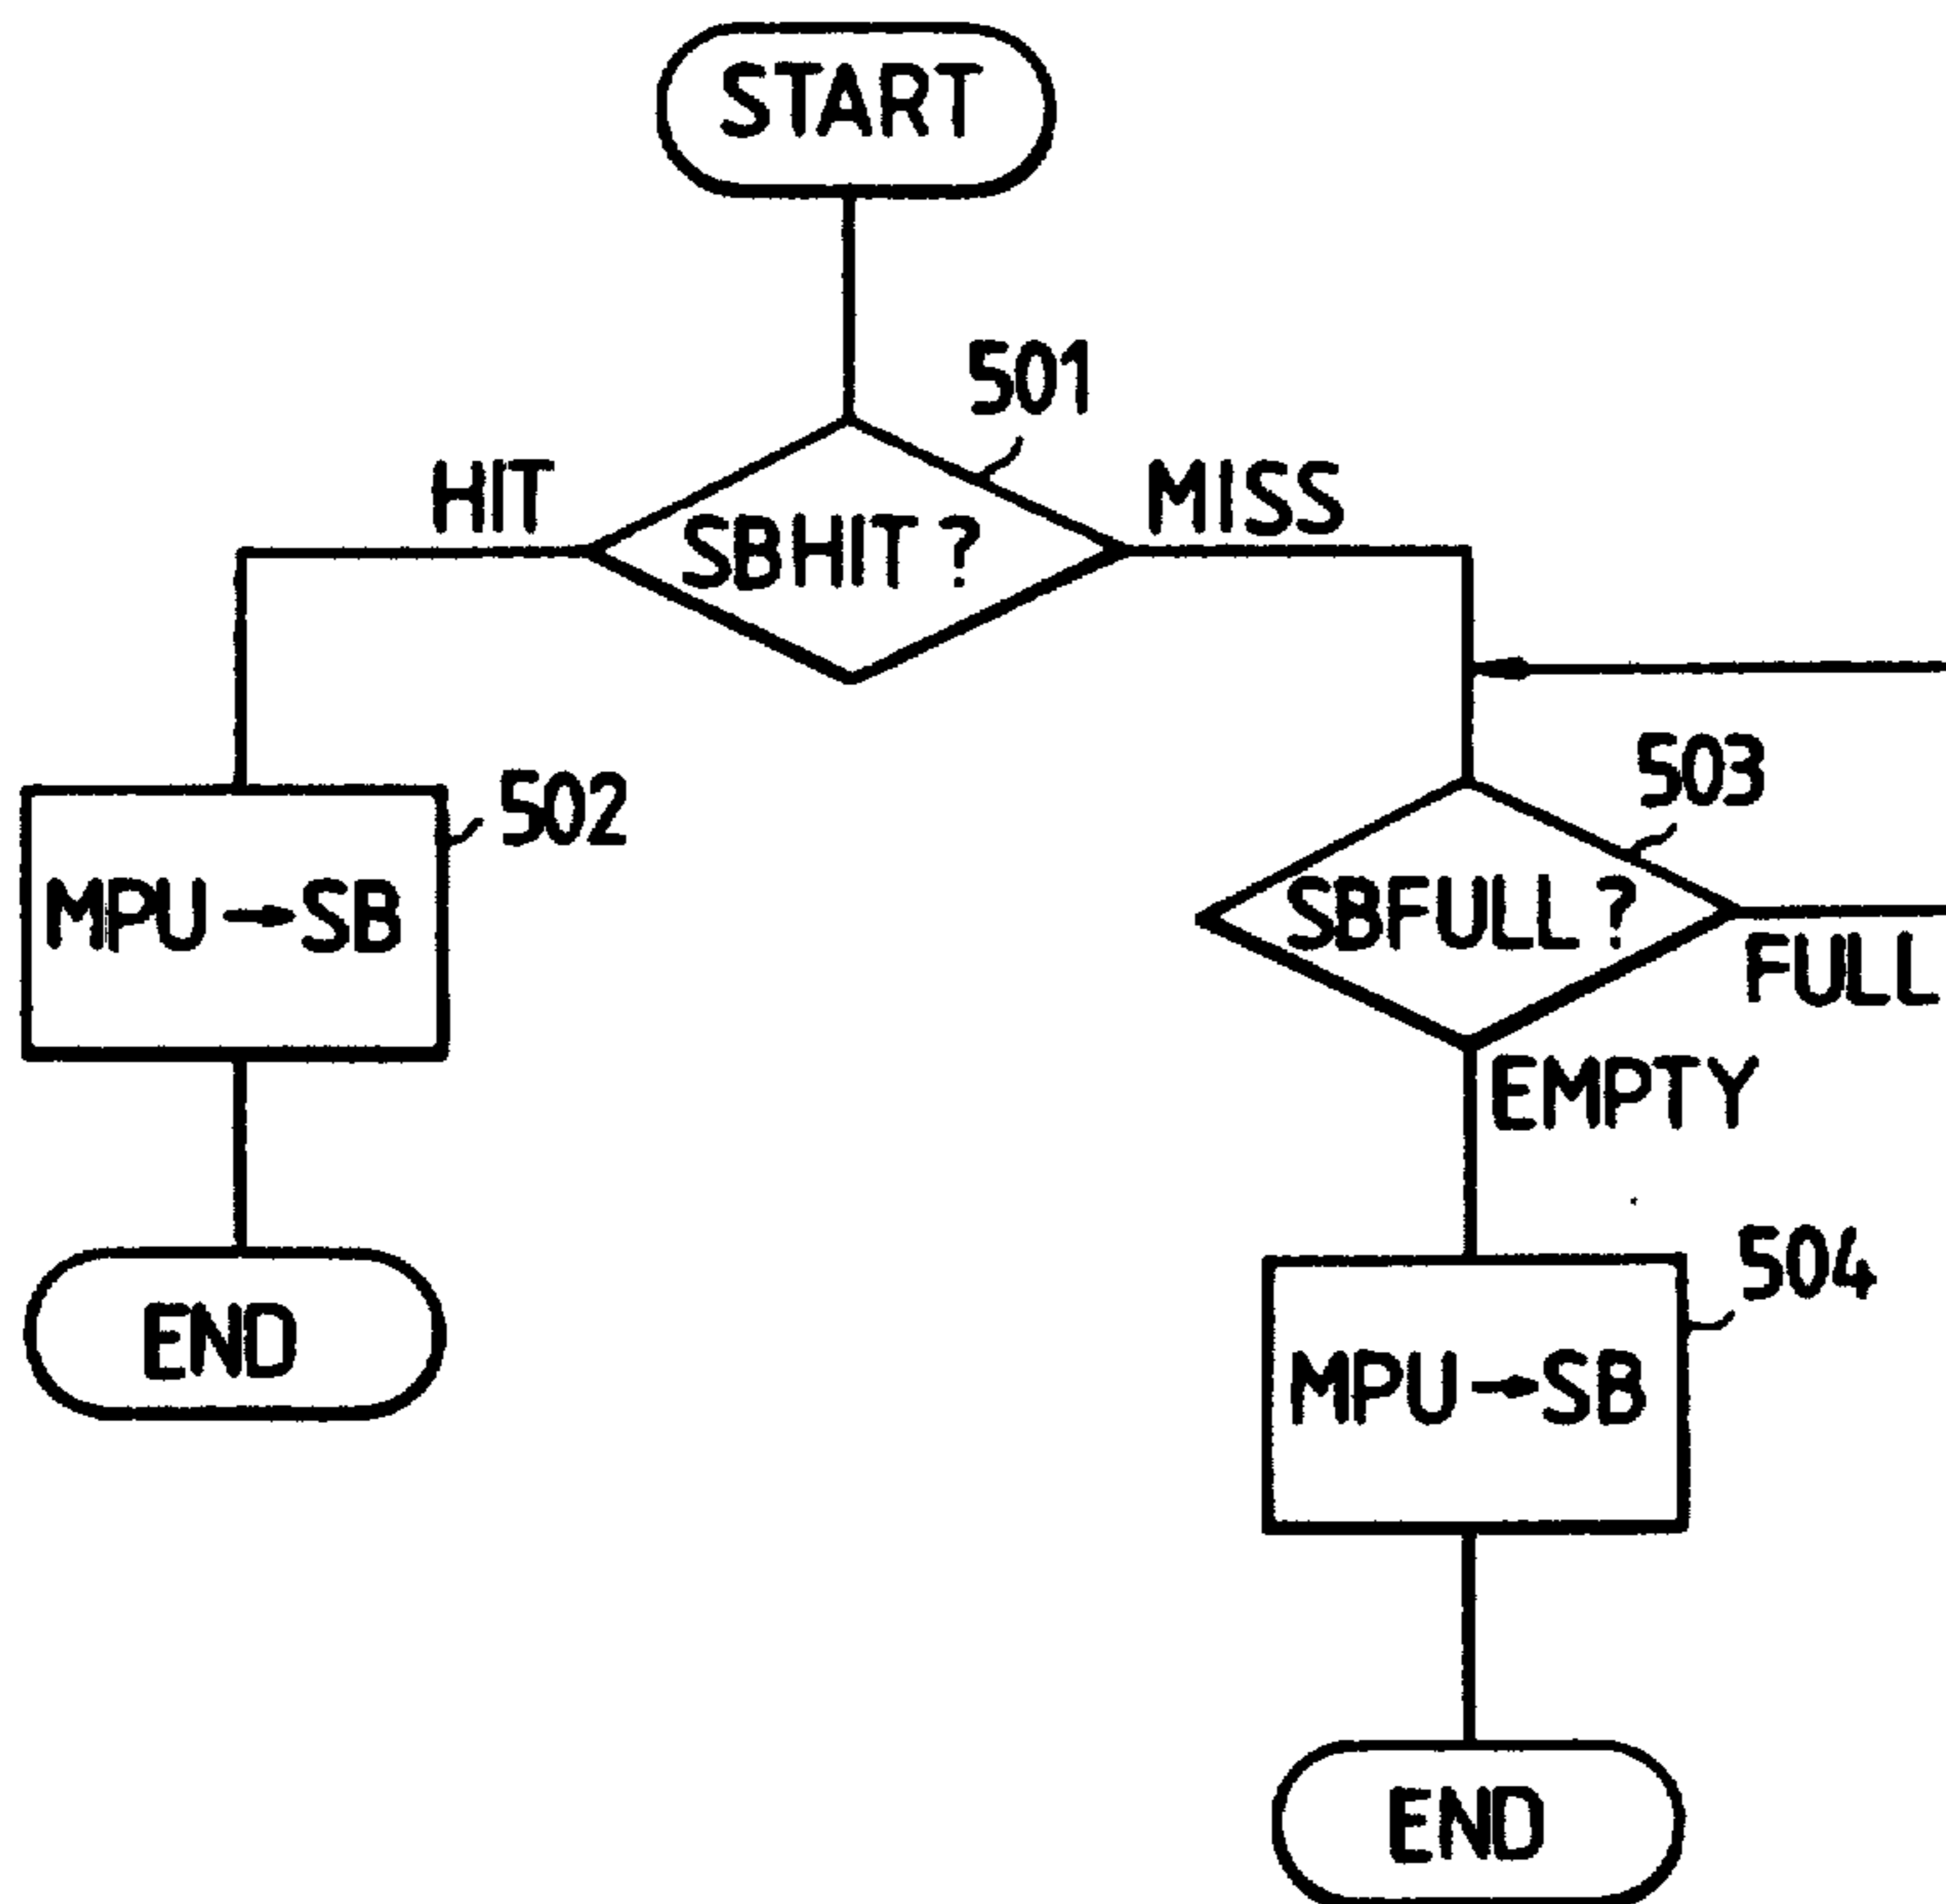 START
501
HIT
MISS
SBHIT ?
503
502
MPU→SB
SBFULL ?
FULL
EMPTY
504
END
MPU→SB
END